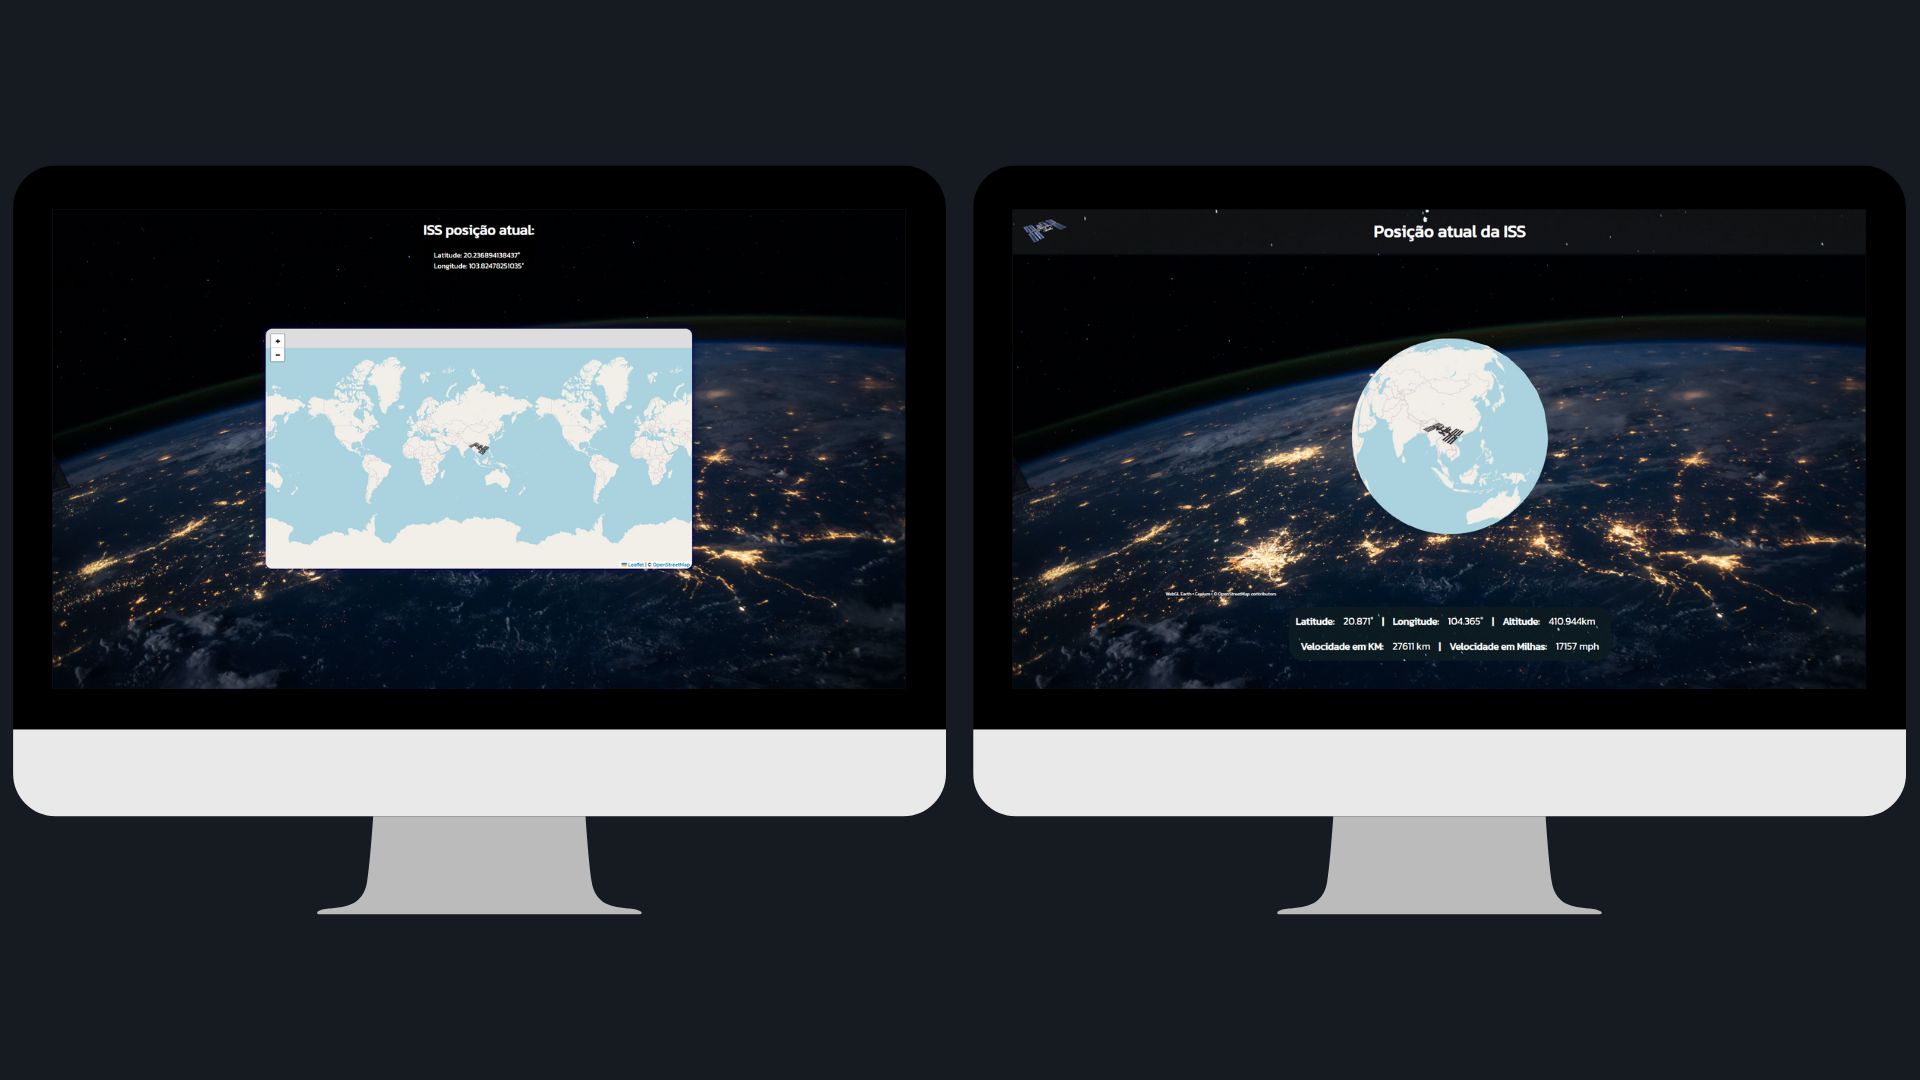 ISS posição atual:
Latitude: 20.236894138437°
Longitude: 103.82478251035°
+
−
Leaflet | © OpenStreetMap
Posição atual da ISS
WebGL Earth • Cesium • © OpenStreetMap contributors
Latitude: 20.871° | Longitude: 104.365° | Altitude: 410.944km
Velocidade em KM: 27611 km | Velocidade em Milhas: 17157 mph